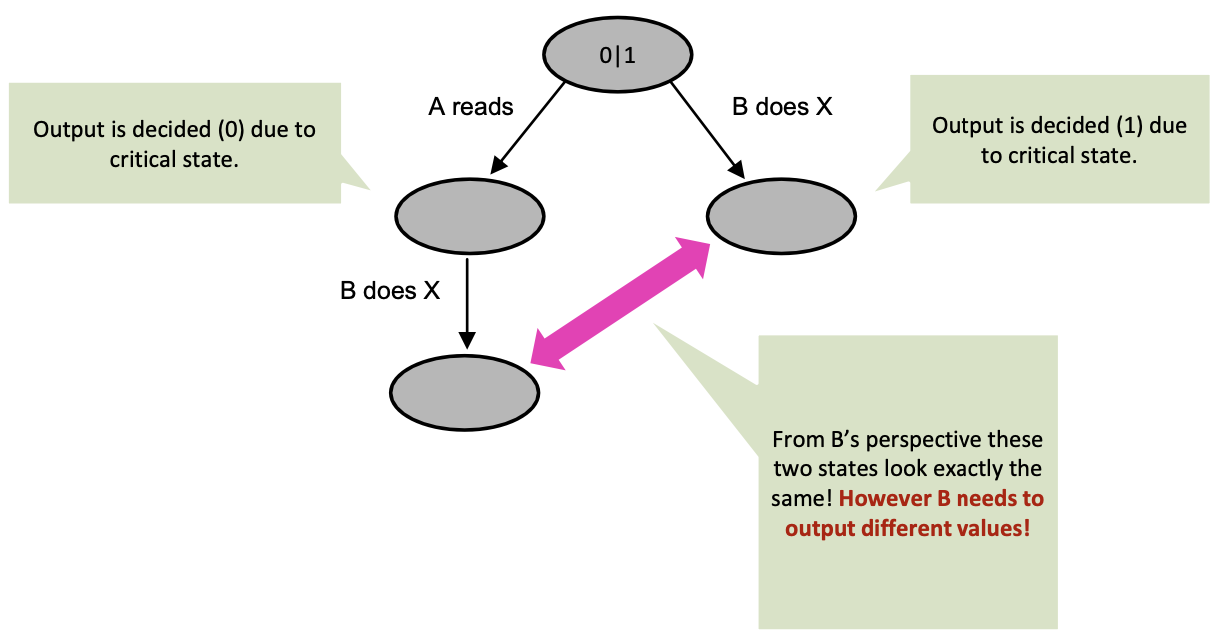 0|1
A reads
B does X
Output is decided (0) due to
critical state.
Output is decided (1) due
to critical state.
B does X
From B’s perspective these
two states look exactly the
same! However B needs to
output different values!